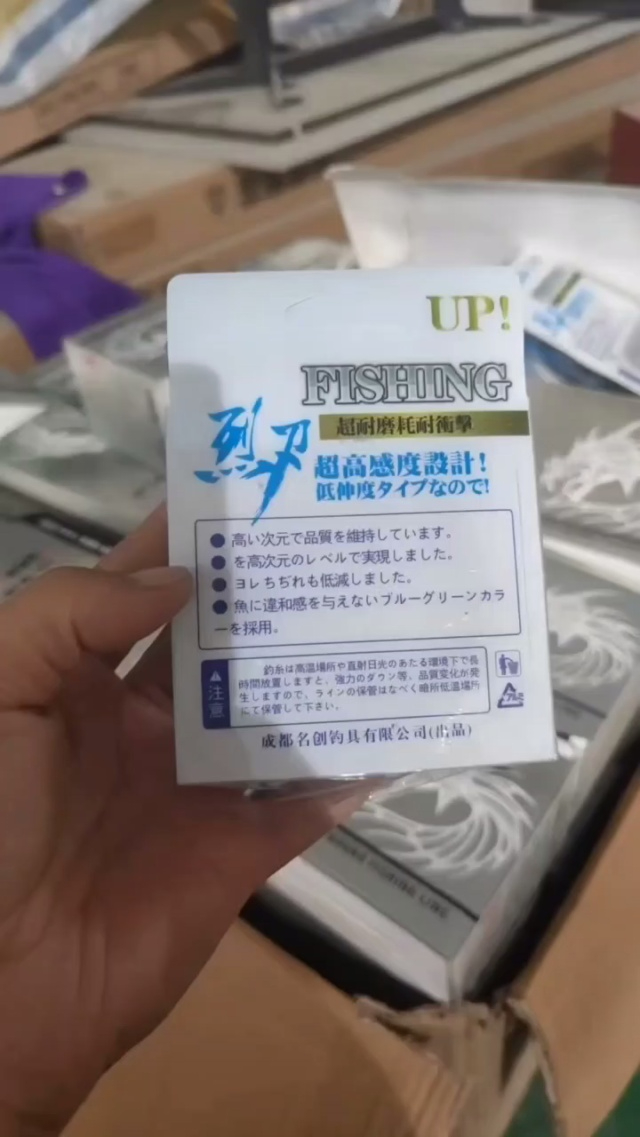 UP!
FISHING
烈刃
超耐磨耗耐衝撃
超高感度設計!
低伸度タイプなので!
●高い次元で品質を維持しています。
●を高次元のレベルで実現しました。
●ヨレちぢれも低減しました。
●魚に違和感を与えないブルーグリーンカラ
ーを採用。
注意
釣糸は高温場所や直射日光のあたる環境下で長
時間放置しますと、強力のダウン等、品質変化が発
生しますので、ラインの保管はなべく暗所低温場所
にて保管して下さい。
成都名创钓具有限公司(出品)